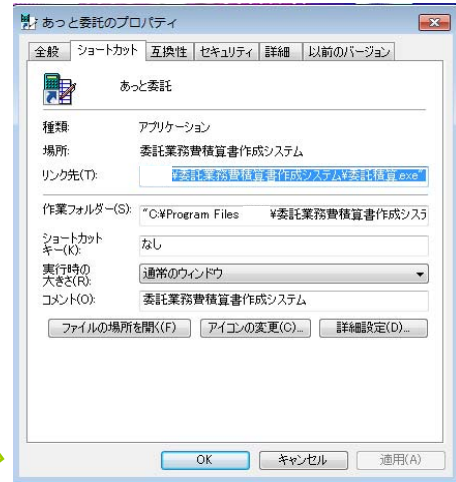 あっと委託のプロパティ
全般 ショートカット 互換性 セキュリティ 詳細 以前のバージョン
あっと委託
種類: アプリケーション
場所: 委託業務費積算書作成システム
リンク先(T): ¥委託業務費積算書作成システム¥委託積算.exe"
作業フォルダー(S): "C:¥Program Files ¥委託業務費積算書作成シス
ショートカット
キー(K): なし
実行時の
大きさ(R): 通常のウィンドウ
コメント(O): 委託業務費積算書作成システム
ファイルの場所を開く(F) アイコンの変更(C)... 詳細設定(D)...
OK キャンセル 適用(A)